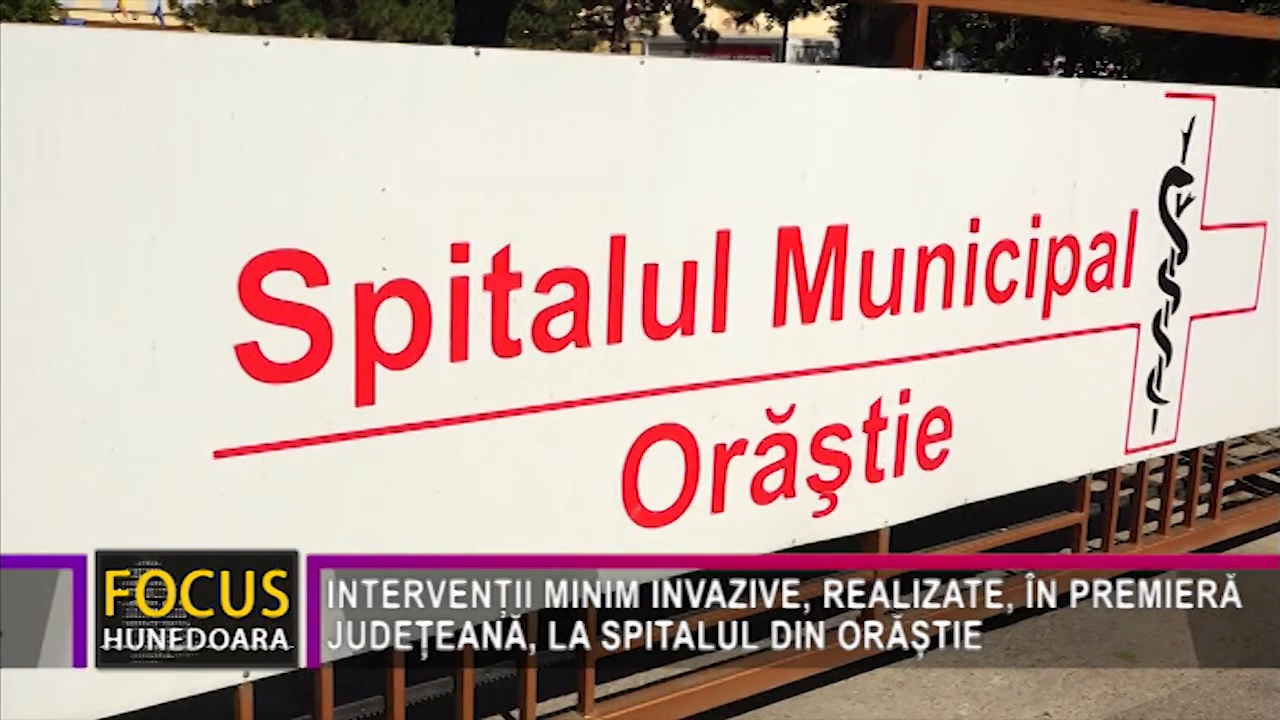 Spitalul Municipal
Orăştie
FOCUS
HUNEDOARA
INTERVENȚII MINIM INVAZIVE, REALIZATE, ÎN PREMIERĂ
JUDEȚEANĂ, LA SPITALUL DIN ORĂȘTIE